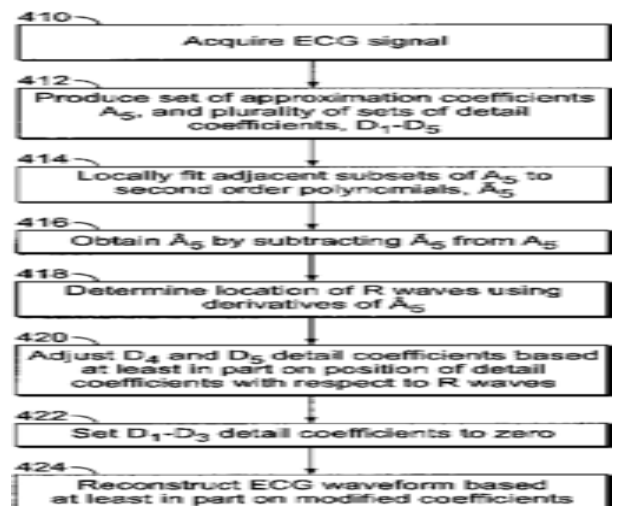 410
Acquire ECG signal
412
Produce set of approximation coefficients
A₅, and plurality of sets of detail
coefficients, D₁-D₅
414
Locally fit adjacent subsets of A₅ to
second order polynomials, Ã₅
416
Obtain Â₅ by subtracting Ã₅ from A₅
418
Determine location of R waves using
derivatives of Â₅
420
Adjust D₄ and D₅ detail coefficients based
at least in part on position of detail
coefficients with respect to R waves
422
Set D₁-D₃ detail coefficients to zero
424
Reconstruct ECG waveform based
at least in part on modified coefficients